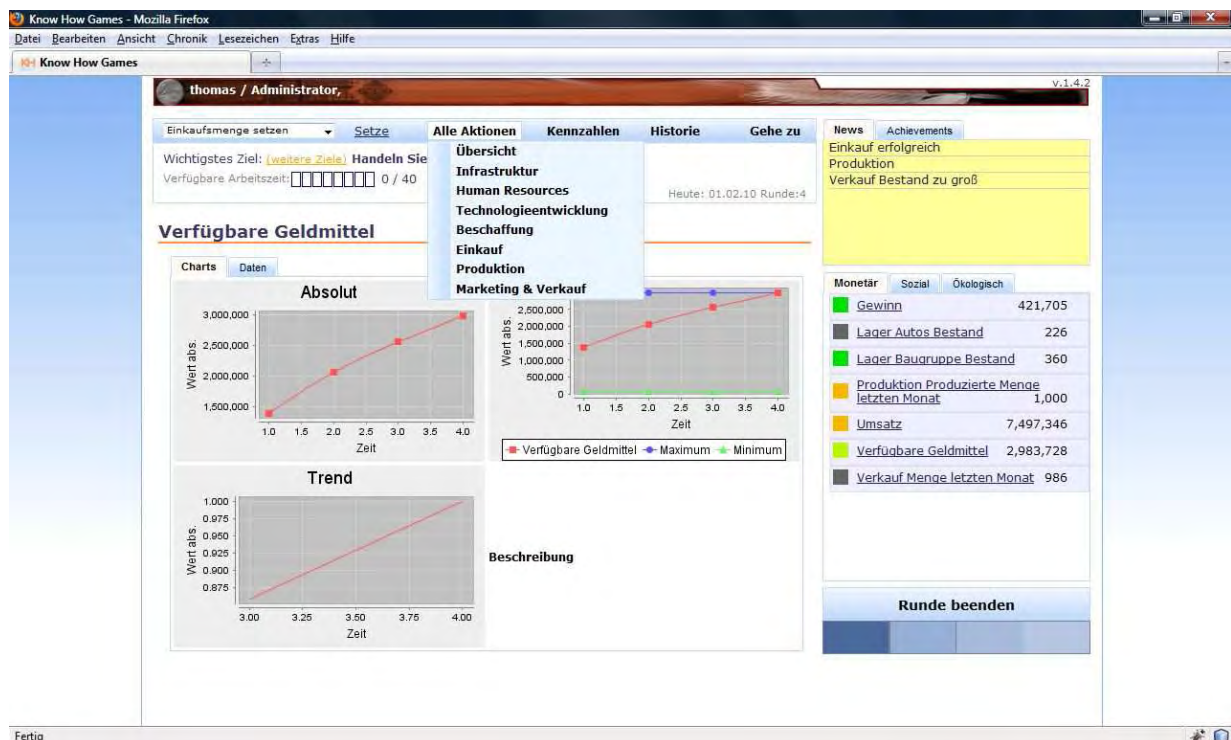 Know How Games - Mozilla Firefox
Datei Bearbeiten Ansicht Chronik Lesezeichen Extras Hilfe
Know How Games
thomas / Administrator,
v.1.4.2
Einkaufsmenge setzen Setze Alle Aktionen Kennzahlen Historie Gehe zu
Wichtigstes Ziel: (weitere Ziele) Handeln Sie
Verfügbare Arbeitszeit: 0 / 40
Heute: 01.02.10 Runde:4
Übersicht
Infrastruktur
Human Resources
Technologieentwicklung
Beschaffung
Einkauf
Produktion
Marketing & Verkauf
News Achievements
Einkauf erfolgreich
Produktion
Verkauf Bestand zu groß
Verfügbare Geldmittel
Charts Daten
Absolut
3,000,000
2,500,000
2,000,000
1,500,000
Wert abs.
1.0 1.5 2.0 2.5 3.0 3.5 4.0
Zeit
2,500,000
2,000,000
1,500,000
1,000,000
500,000
0
Wert abs.
1.0 1.5 2.0 2.5 3.0 3.5 4.0
Zeit
Verfügbare Geldmittel Maximum Minimum
Trend
1.000
0.975
0.950
0.925
0.900
0.875
Wert abs.
3.00 3.25 3.50 3.75 4.00
Zeit
Beschreibung
Monetär Sozial Ökologisch
Gewinn 421,705
Lager Autos Bestand 226
Lager Baugruppe Bestand 360
Produktion Produzierte Menge
letzten Monat 1,000
Umsatz 7,497,346
Verfügbare Geldmittel 2,983,728
Verkauf Menge letzten Monat 986
Runde beenden
Fertig